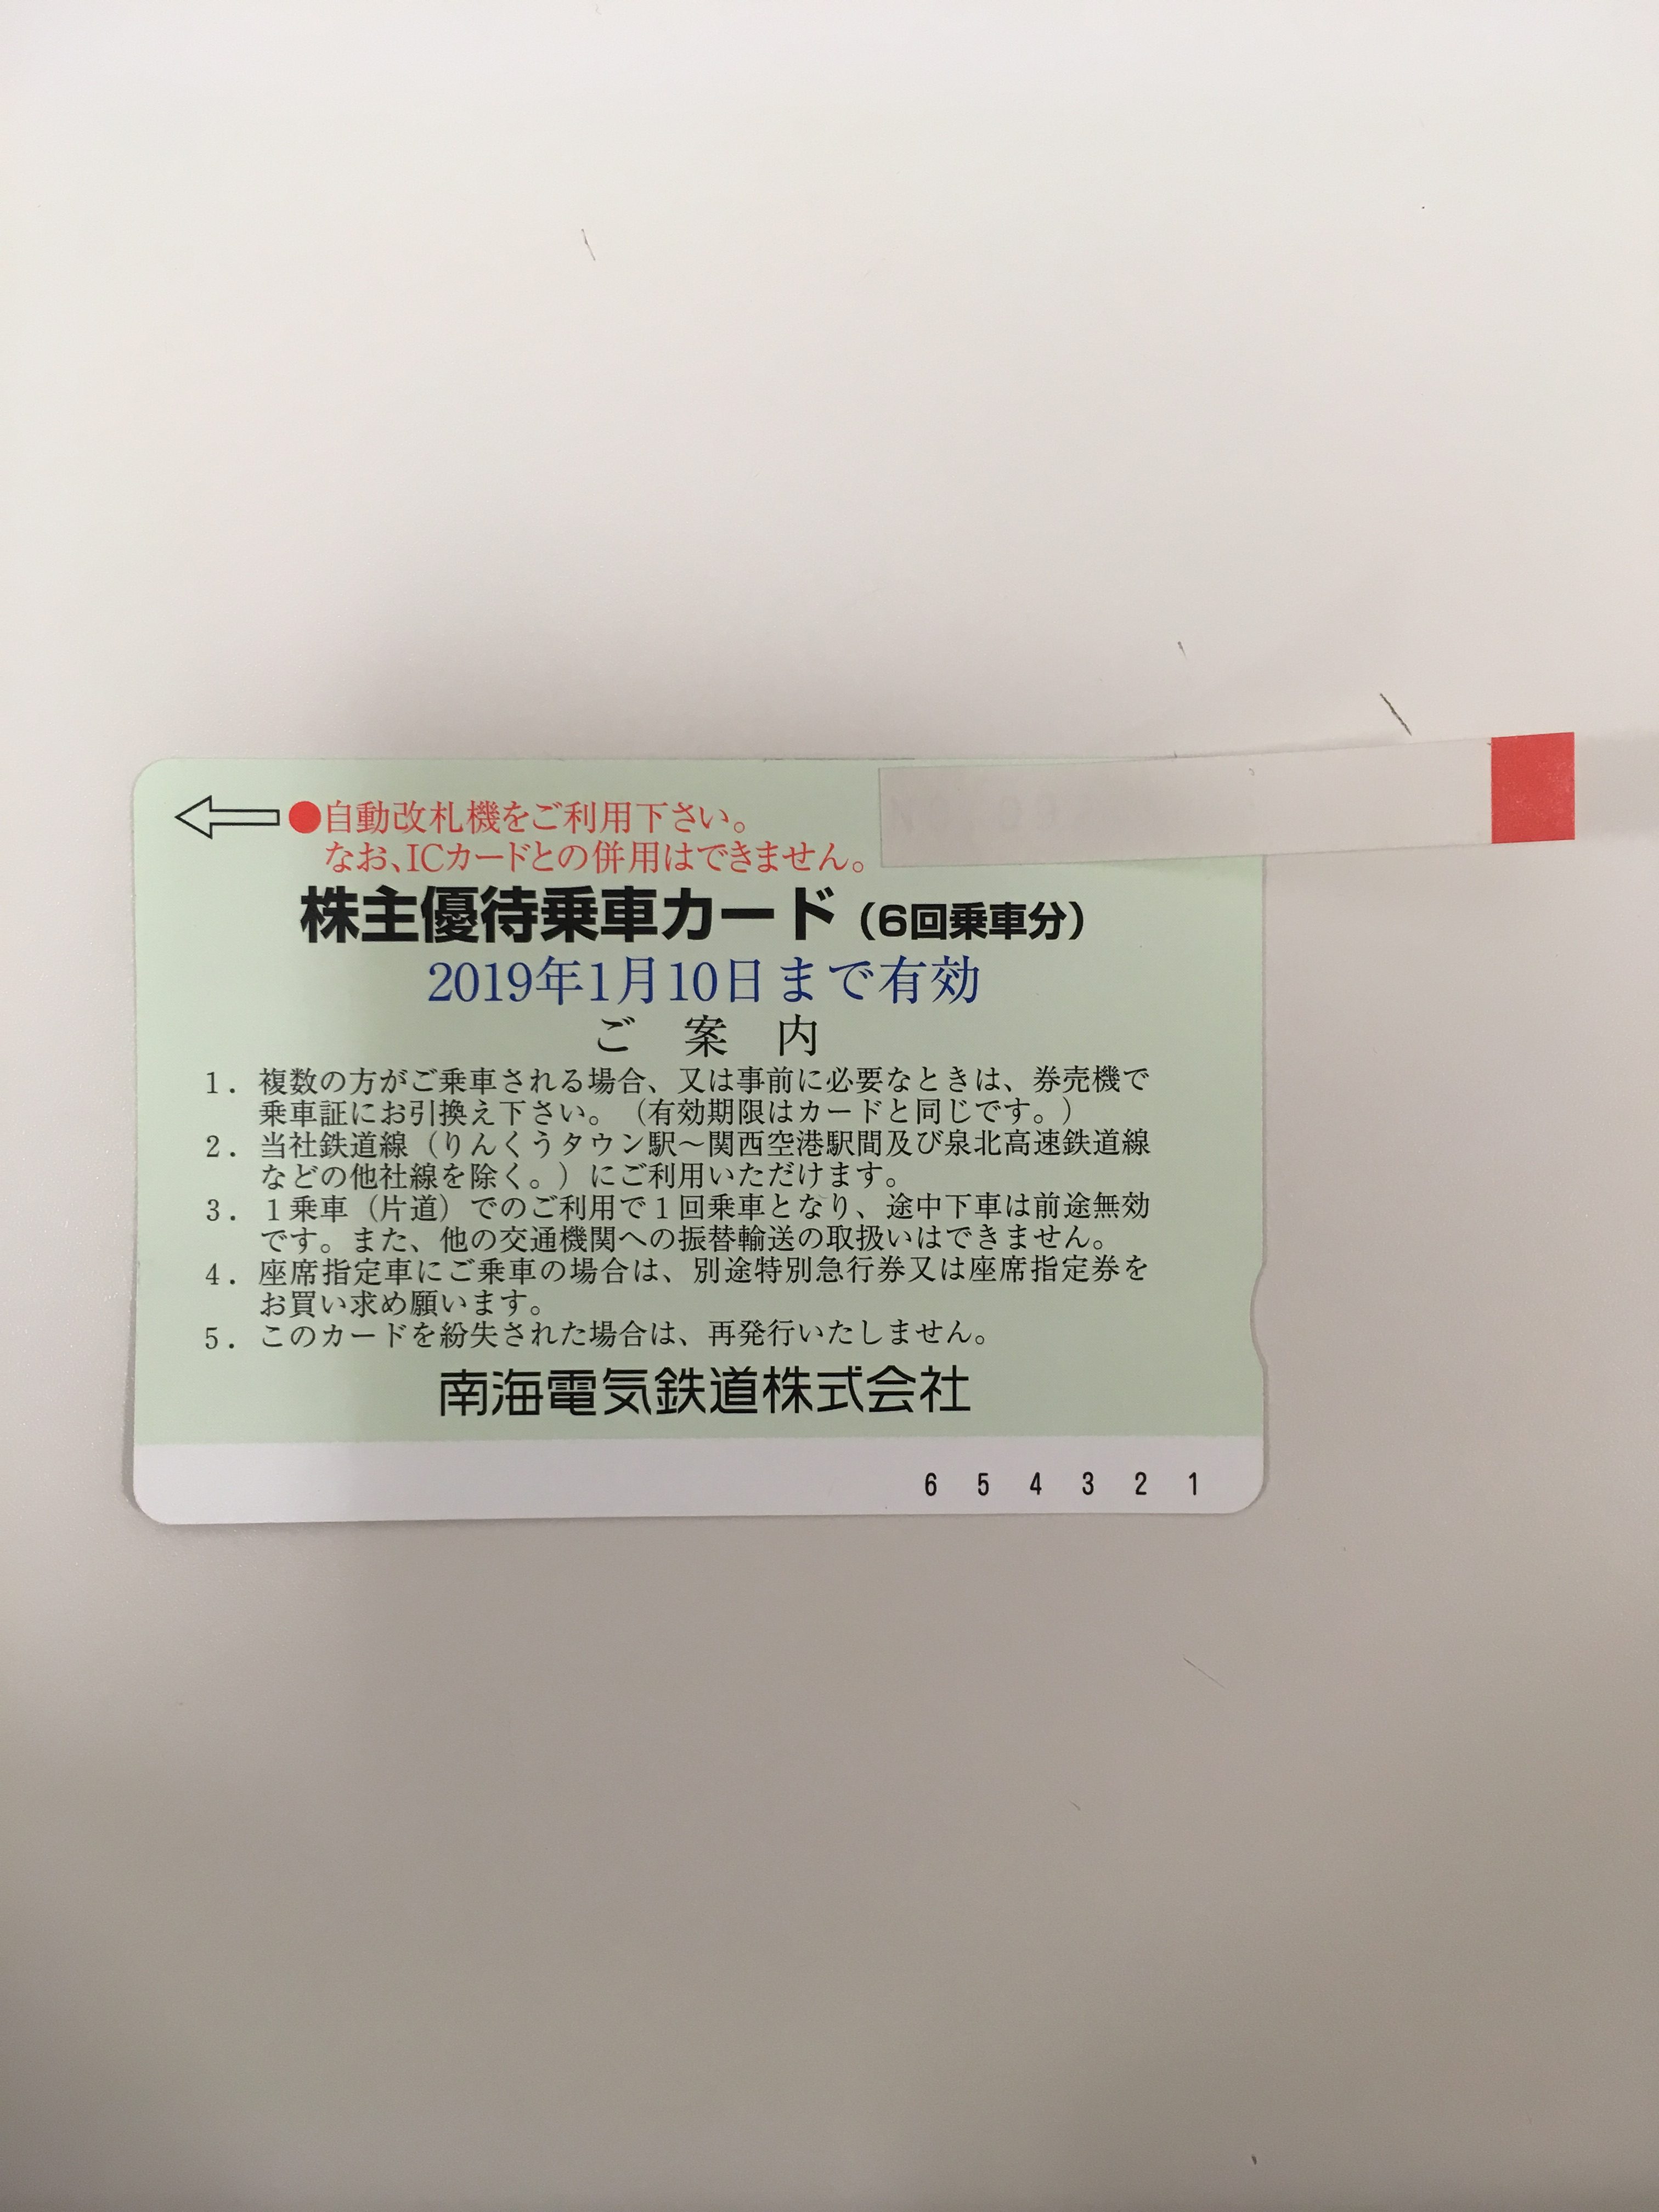 ●自動改札機をご利用下さい。
なお、ICカードとの併用はできません。
株主優待乗車カード（6回乗車分）
2019年1月10日まで有効
ご 案 内
1. 複数の方がご乗車される場合、又は事前に必要なときは、券売機で
乗車証にお引換え下さい。（有効期限はカードと同じです。）
2. 当社鉄道線（りんくうタウン駅～関西空港駅間及び泉北高速鉄道線
などの他社線を除く。）にご利用いただけます。
3. 1乗車（片道）でのご利用で1回乗車となり、途中下車は前途無効
です。また、他の交通機関への振替輸送の取扱いはできません。
4. 座席指定車にご乗車の場合は、別途特別急行券又は座席指定券を
お買い求め願います。
5. このカードを紛失された場合は、再発行いたしません。
南海電気鉄道株式会社
6 5 4 3 2 1